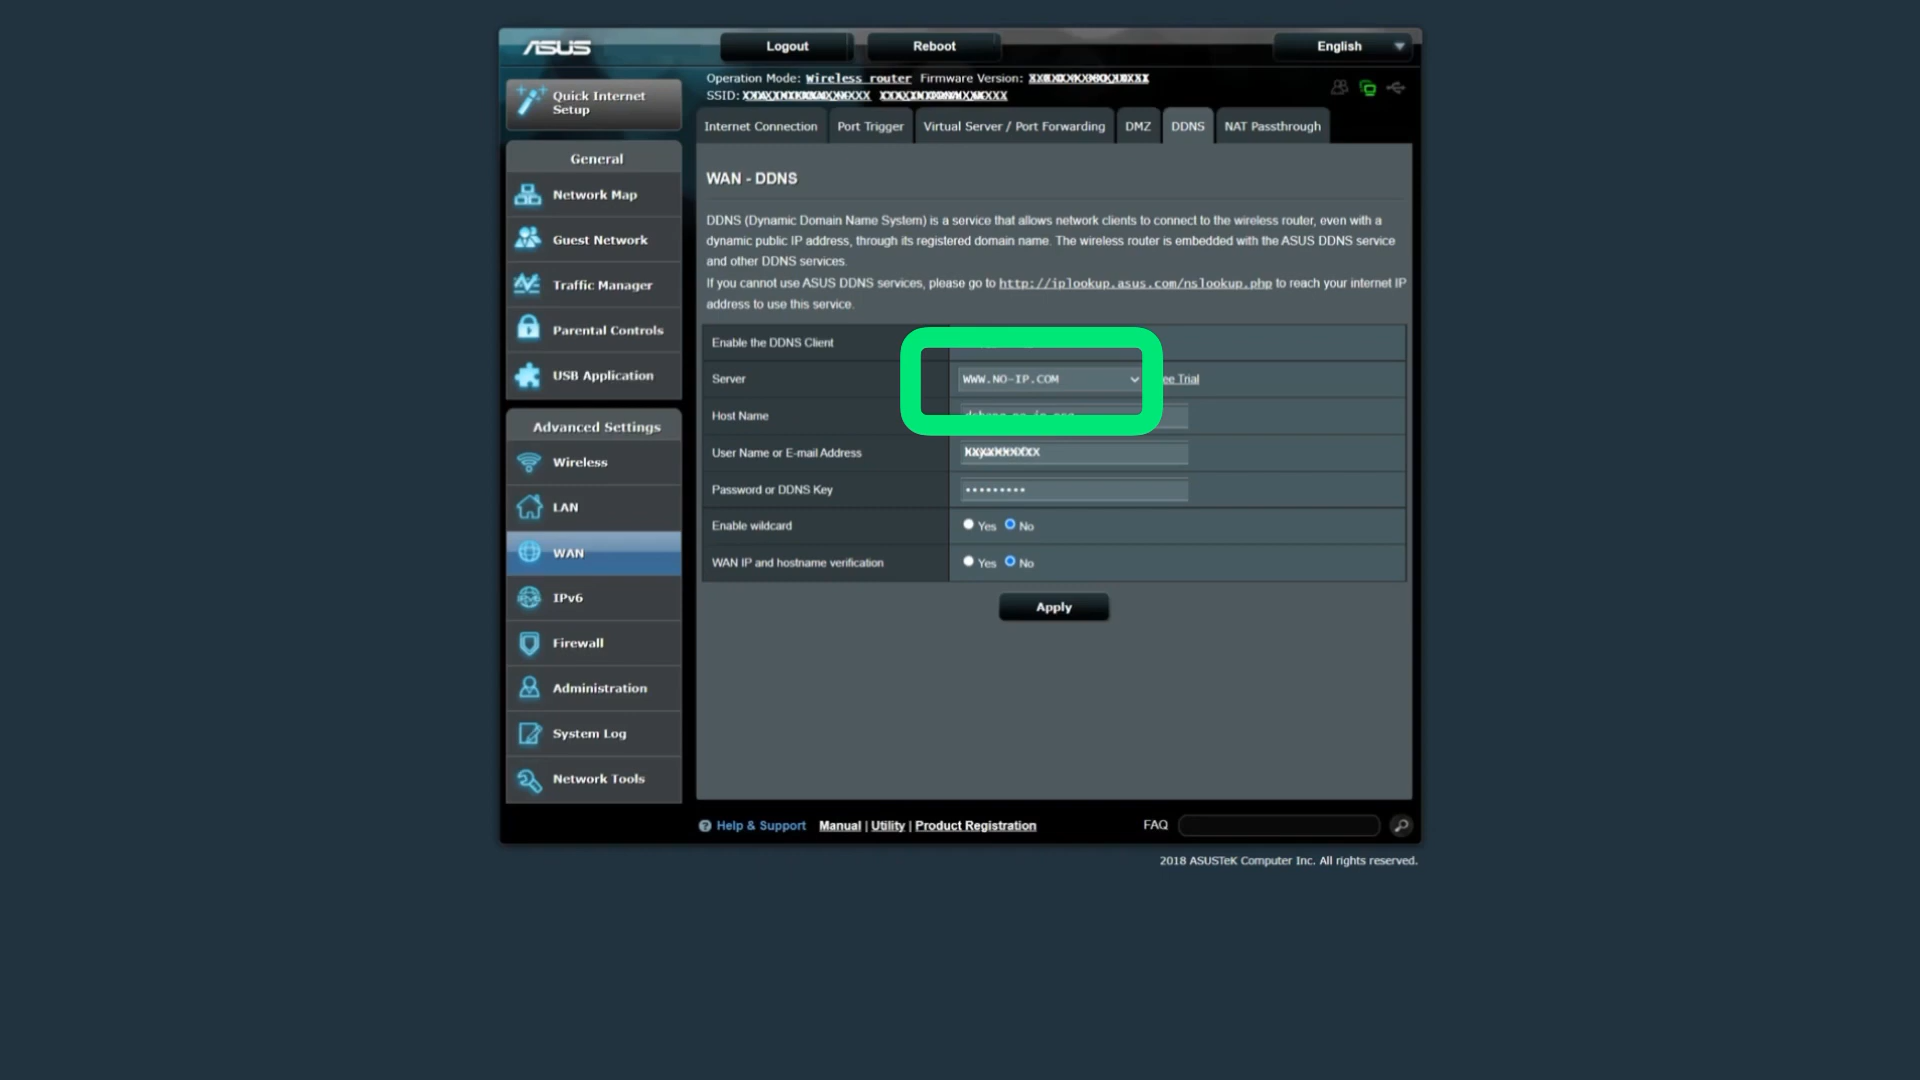 ASUS
Logout
Reboot
English
Quick Internet
Setup
Operation Mode: Wireless router Firmware Version:
SSID:
Internet Connection
Port Trigger
Virtual Server / Port Forwarding
DMZ
DDNS
NAT Passthrough
General
Network Map
Guest Network
Traffic Manager
Parental Controls
USB Application
Advanced Settings
Wireless
LAN
WAN
IPv6
Firewall
Administration
System Log
Network Tools
WAN - DDNS
DDNS (Dynamic Domain Name System) is a service that allows network clients to connect to the wireless router, even with a
dynamic public IP address, through its registered domain name. The wireless router is embedded with the ASUS DDNS service
and other DDNS services.
If you cannot use ASUS DDNS services, please go to http://iplookup.asus.com/nslookup.php to reach your internet IP
address to use this service.
Enable the DDNS Client
Server
WWW.NO-IP.COM
Trial
Host Name
User Name or E-mail Address
Password or DDNS Key
•••••••••
Enable wildcard
Yes No
WAN IP and hostname verification
Yes No
Apply
? Help & Support
Manual | Utility | Product Registration
FAQ
2018 ASUSTeK Computer Inc. All rights reserved.